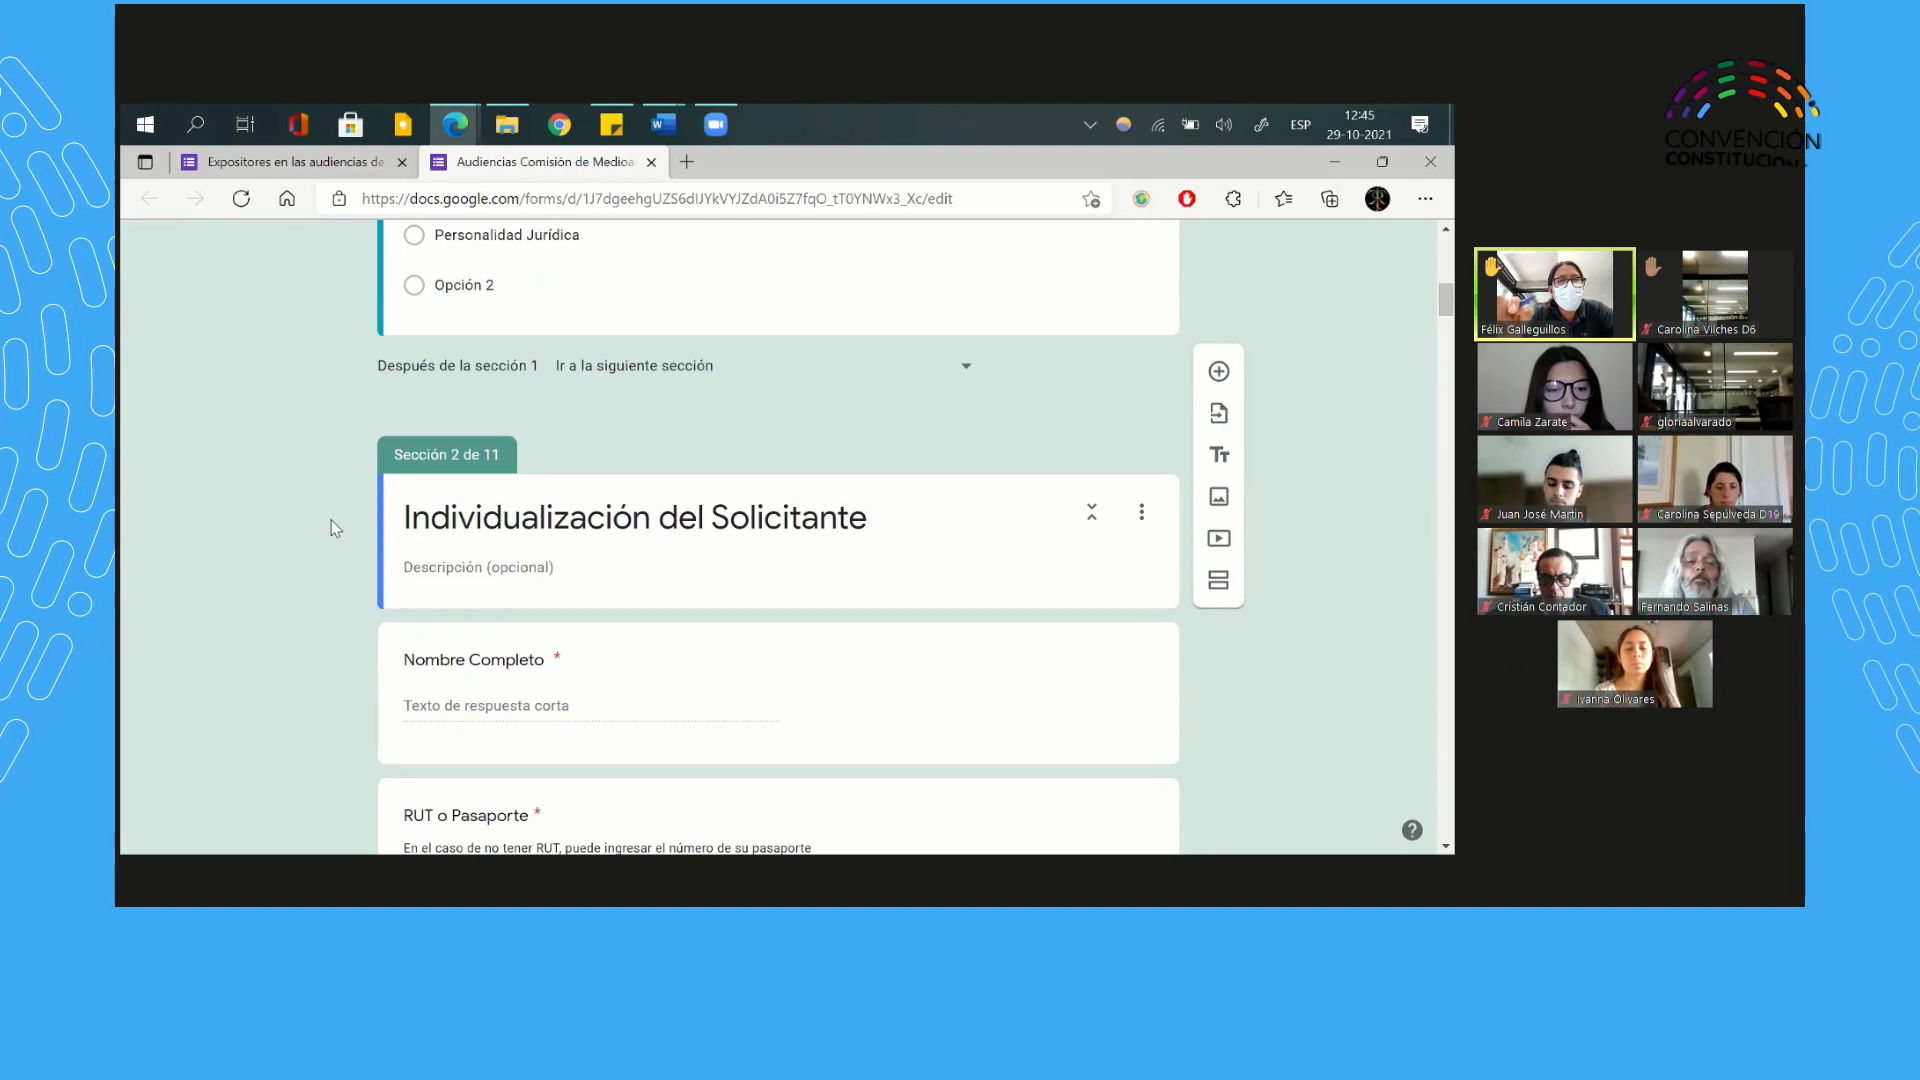 12:45
ESP
29-10-2021
CONVENCIÓN
CONSTITUCION
Expositores en las audiencias de
Audiencias Comisión de Medioa
https://docs.google.com/forms/d/1J7dgeehgUZS6dIJYkVYJZdA0i5Z7fqO_tT0YNWx3_Xc/edit
Personalidad Jurídica
Opción 2
Después de la sección 1 Ir a la siguiente sección
Sección 2 de 11
Individualización del Solicitante
Descripción (opcional)
Nombre Completo *
Texto de respuesta corta
RUT o Pasaporte *
En el caso de no tener RUT, puede ingresar el número de su pasaporte
Tт
Félix Galleguillos
Carolina Vilches D6
Camila Zarate
gloriaalvarado
Juan José Martin
Carolina Sepúlveda D19
Cristián Contador
Fernando Salinas
Ivanna Olivares